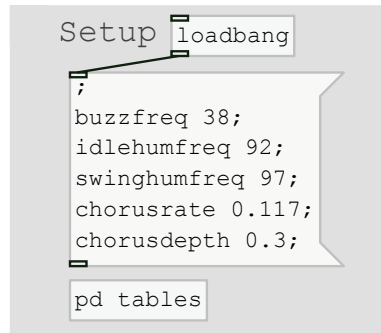 Setup loadbang
;
buzzfreq 38;
idlehumfreq 92;
swinghumfreq 97;
chorusrate 0.117;
chorusdepth 0.3;
pd tables